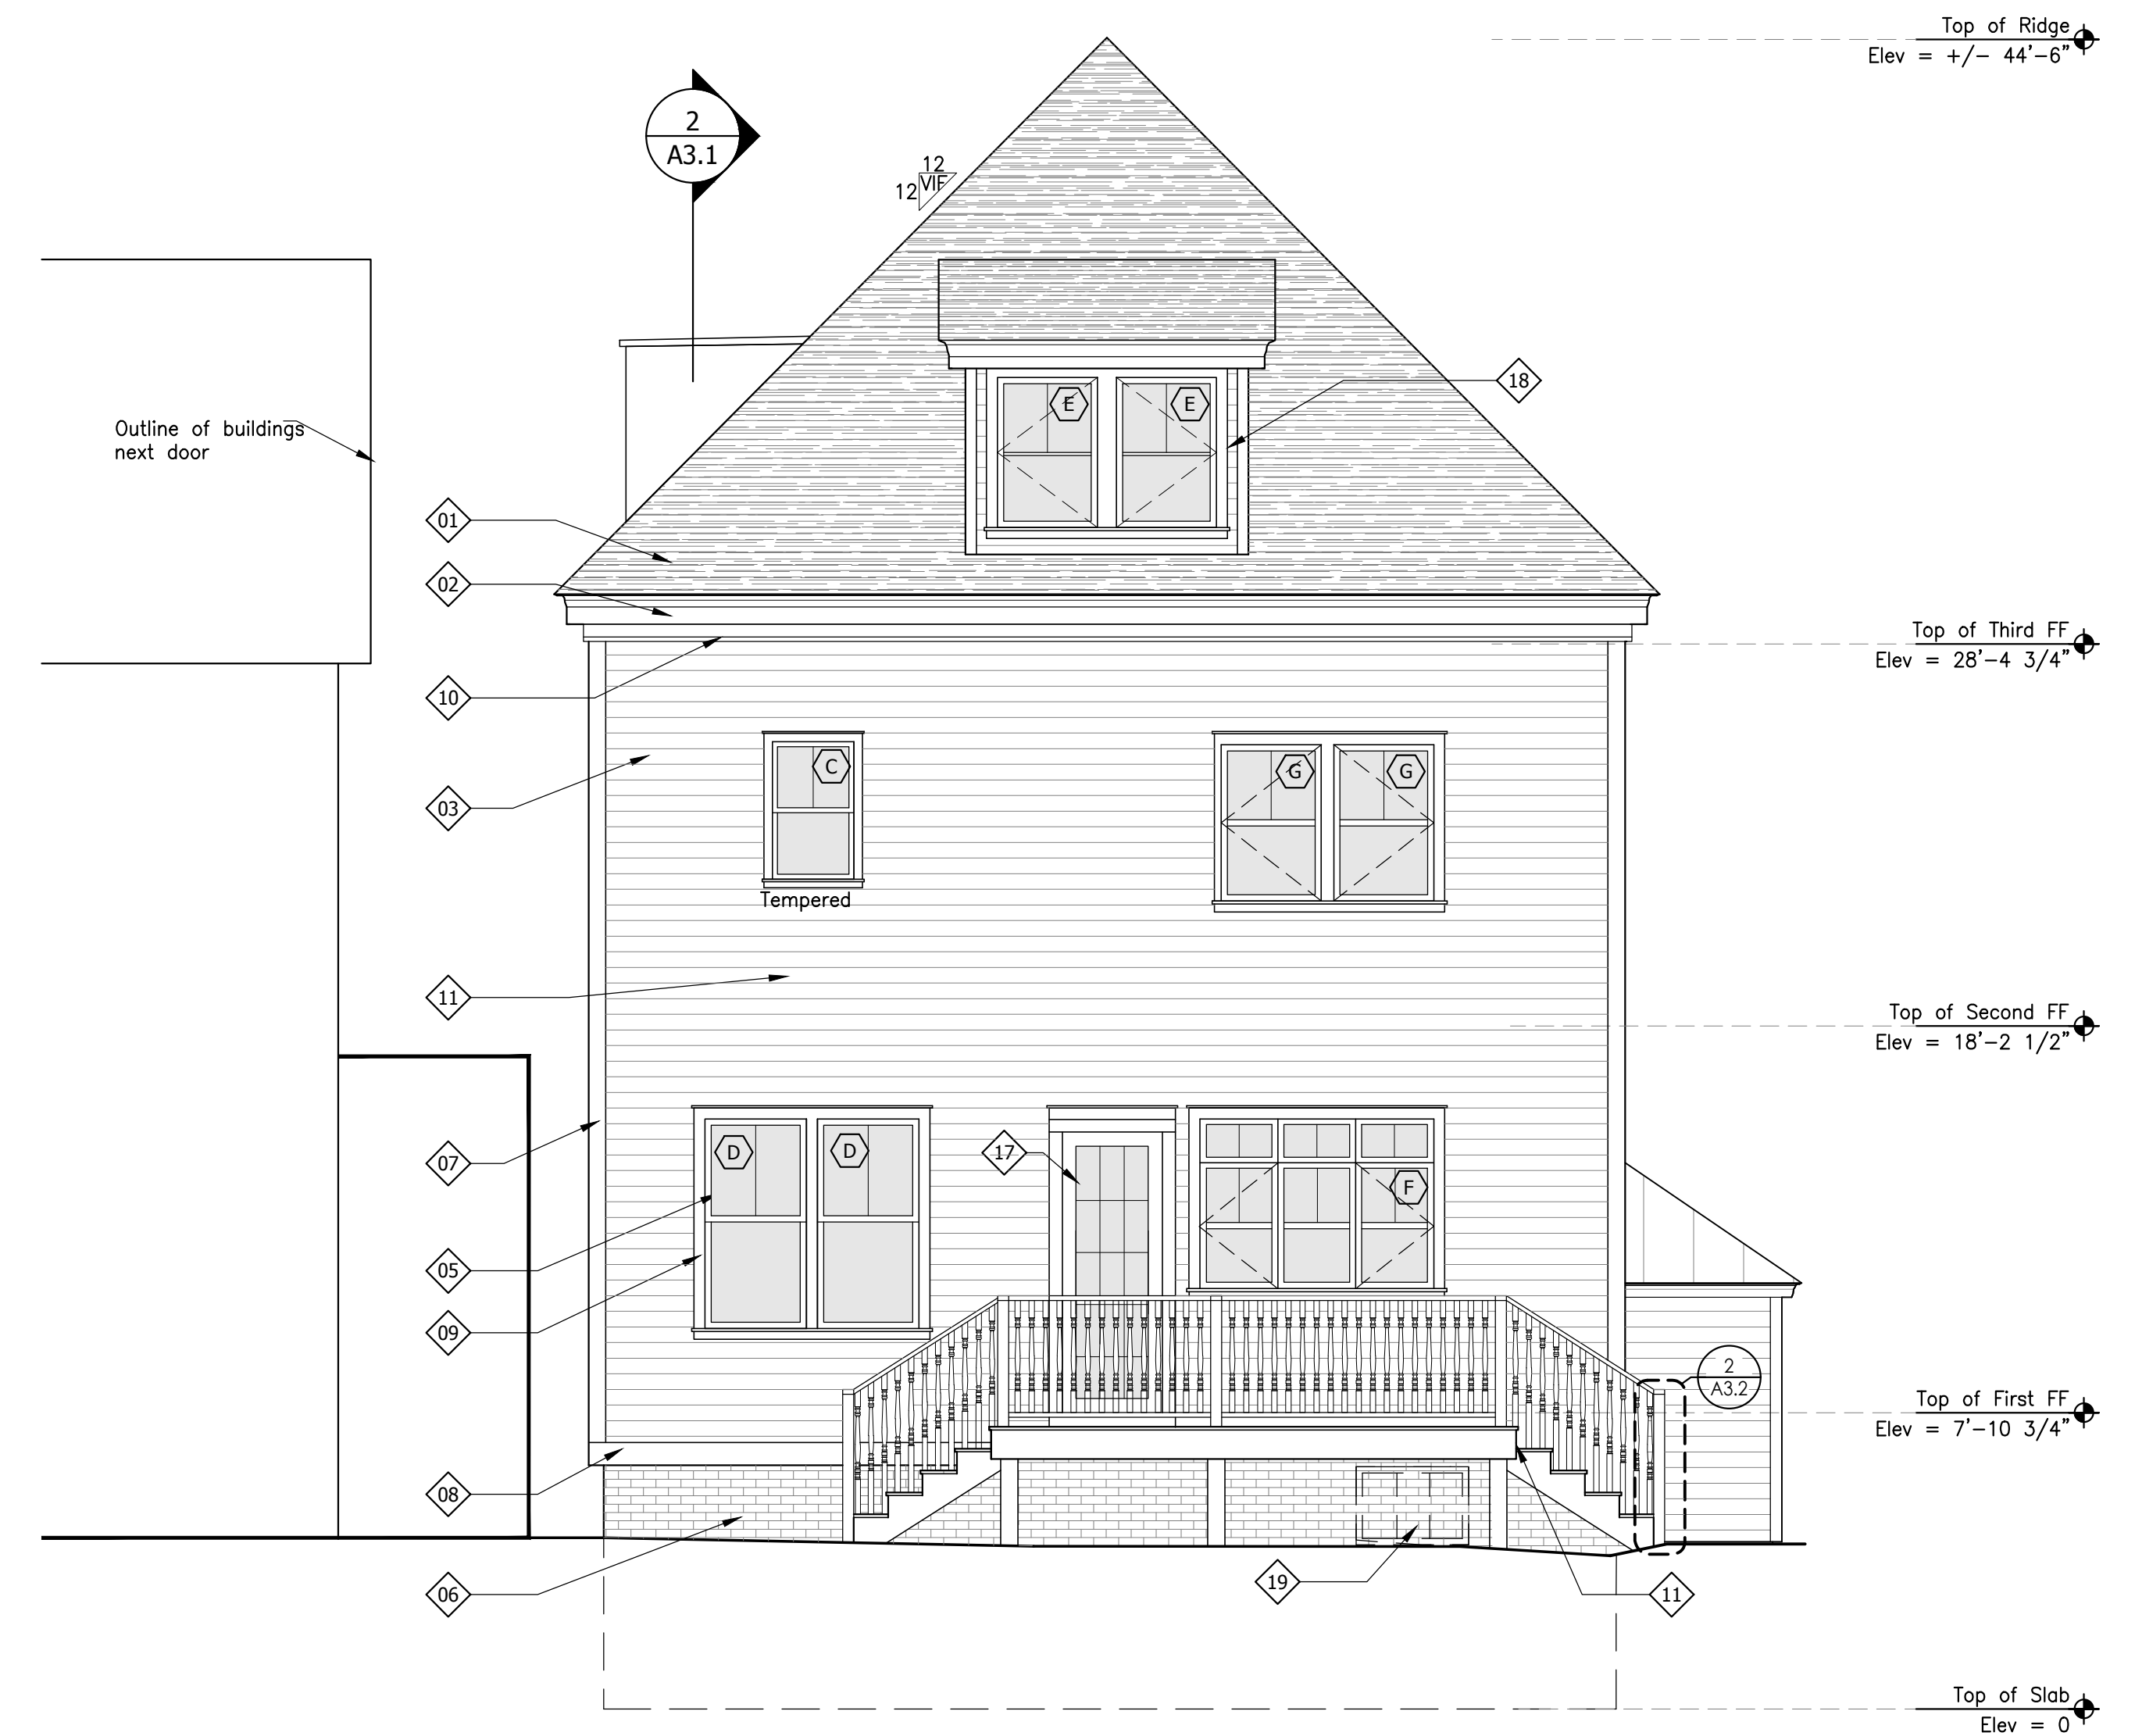 Top of Ridge
Elev = +/- 44'-6"
2
A3.1
12
12
VIF
E
E
18
Outline of buildings
next door
01
02
Top of Third FF
Elev = 28'-4 3/4"
10
C
G
G
03
Tempered
11
Top of Second FF
Elev = 18'-2 1/2"
D
D
17
07
F
05
09
2
A3.2
Top of First FF
Elev = 7'-10 3/4"
08
06
19
11
Top of Slab
Elev = 0